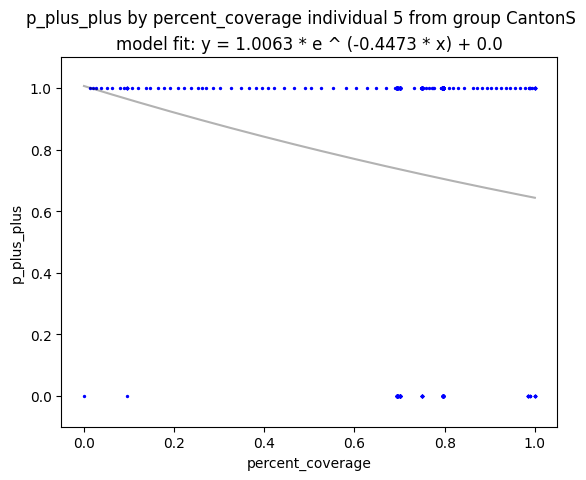 p_plus_plus by percent_coverage individual 5 from group CantonS
model fit: y = 1.0063 * e ^ (-0.4473 * x) + 0.0
1.0
0.8
0.6
0.4
0.2
0.0
p_plus_plus
0.0 0.2 0.4 0.6 0.8 1.0
percent_coverage